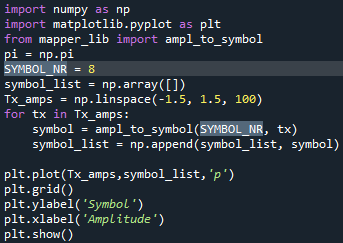 import numpy as np
import matplotlib.pyplot as plt
from mapper_lib import ampl_to_symbol
pi = np.pi
SYMBOL_NR = 8
symbol_list = np.array([])
Tx_amps = np.linspace(-1.5, 1.5, 100)
for tx in Tx_amps:
    symbol = ampl_to_symbol(SYMBOL_NR, tx)
    symbol_list = np.append(symbol_list, symbol)

plt.plot(Tx_amps,symbol_list,'p')
plt.grid()
plt.ylabel('Symbol')
plt.xlabel('Amplitude')
plt.show()